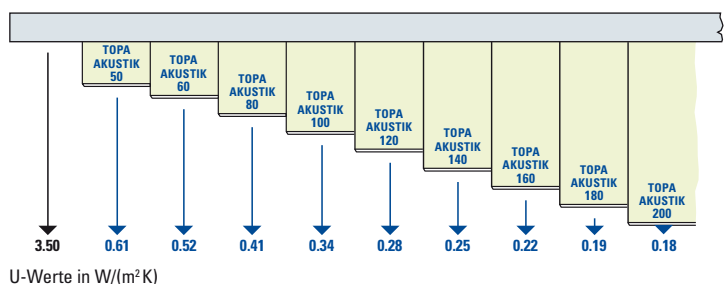 TOPA
AKUSTIK
50
TOPA
AKUSTIK
60
TOPA
AKUSTIK
80
TOPA
AKUSTIK
100
TOPA
AKUSTIK
120
TOPA
AKUSTIK
140
TOPA
AKUSTIK
160
TOPA
AKUSTIK
180
TOPA
AKUSTIK
200
3.50 0.61 0.52 0.41 0.34 0.28 0.25 0.22 0.19 0.18
U-Werte in W/(m² K)